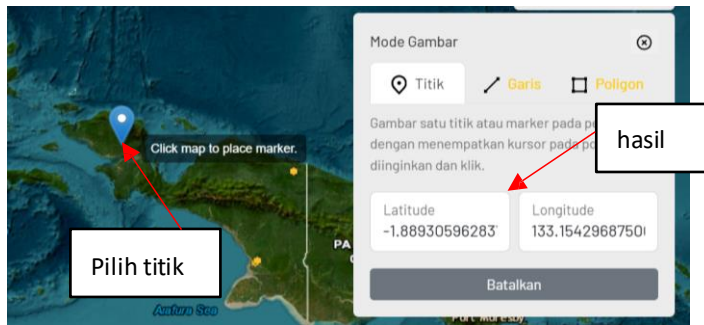 Mode Gambar
Titik
Garis
Poligon
Gambar satu titik atau marker pada
dengan menempatkan kursor pada
diinginkan dan klik.
hasil
Click map to place marker.
Latitude
-1.88930596283
Longitude
133.1542968750
Pilih titik
PA
Batalkan
Arafura Sea
Port Moresby